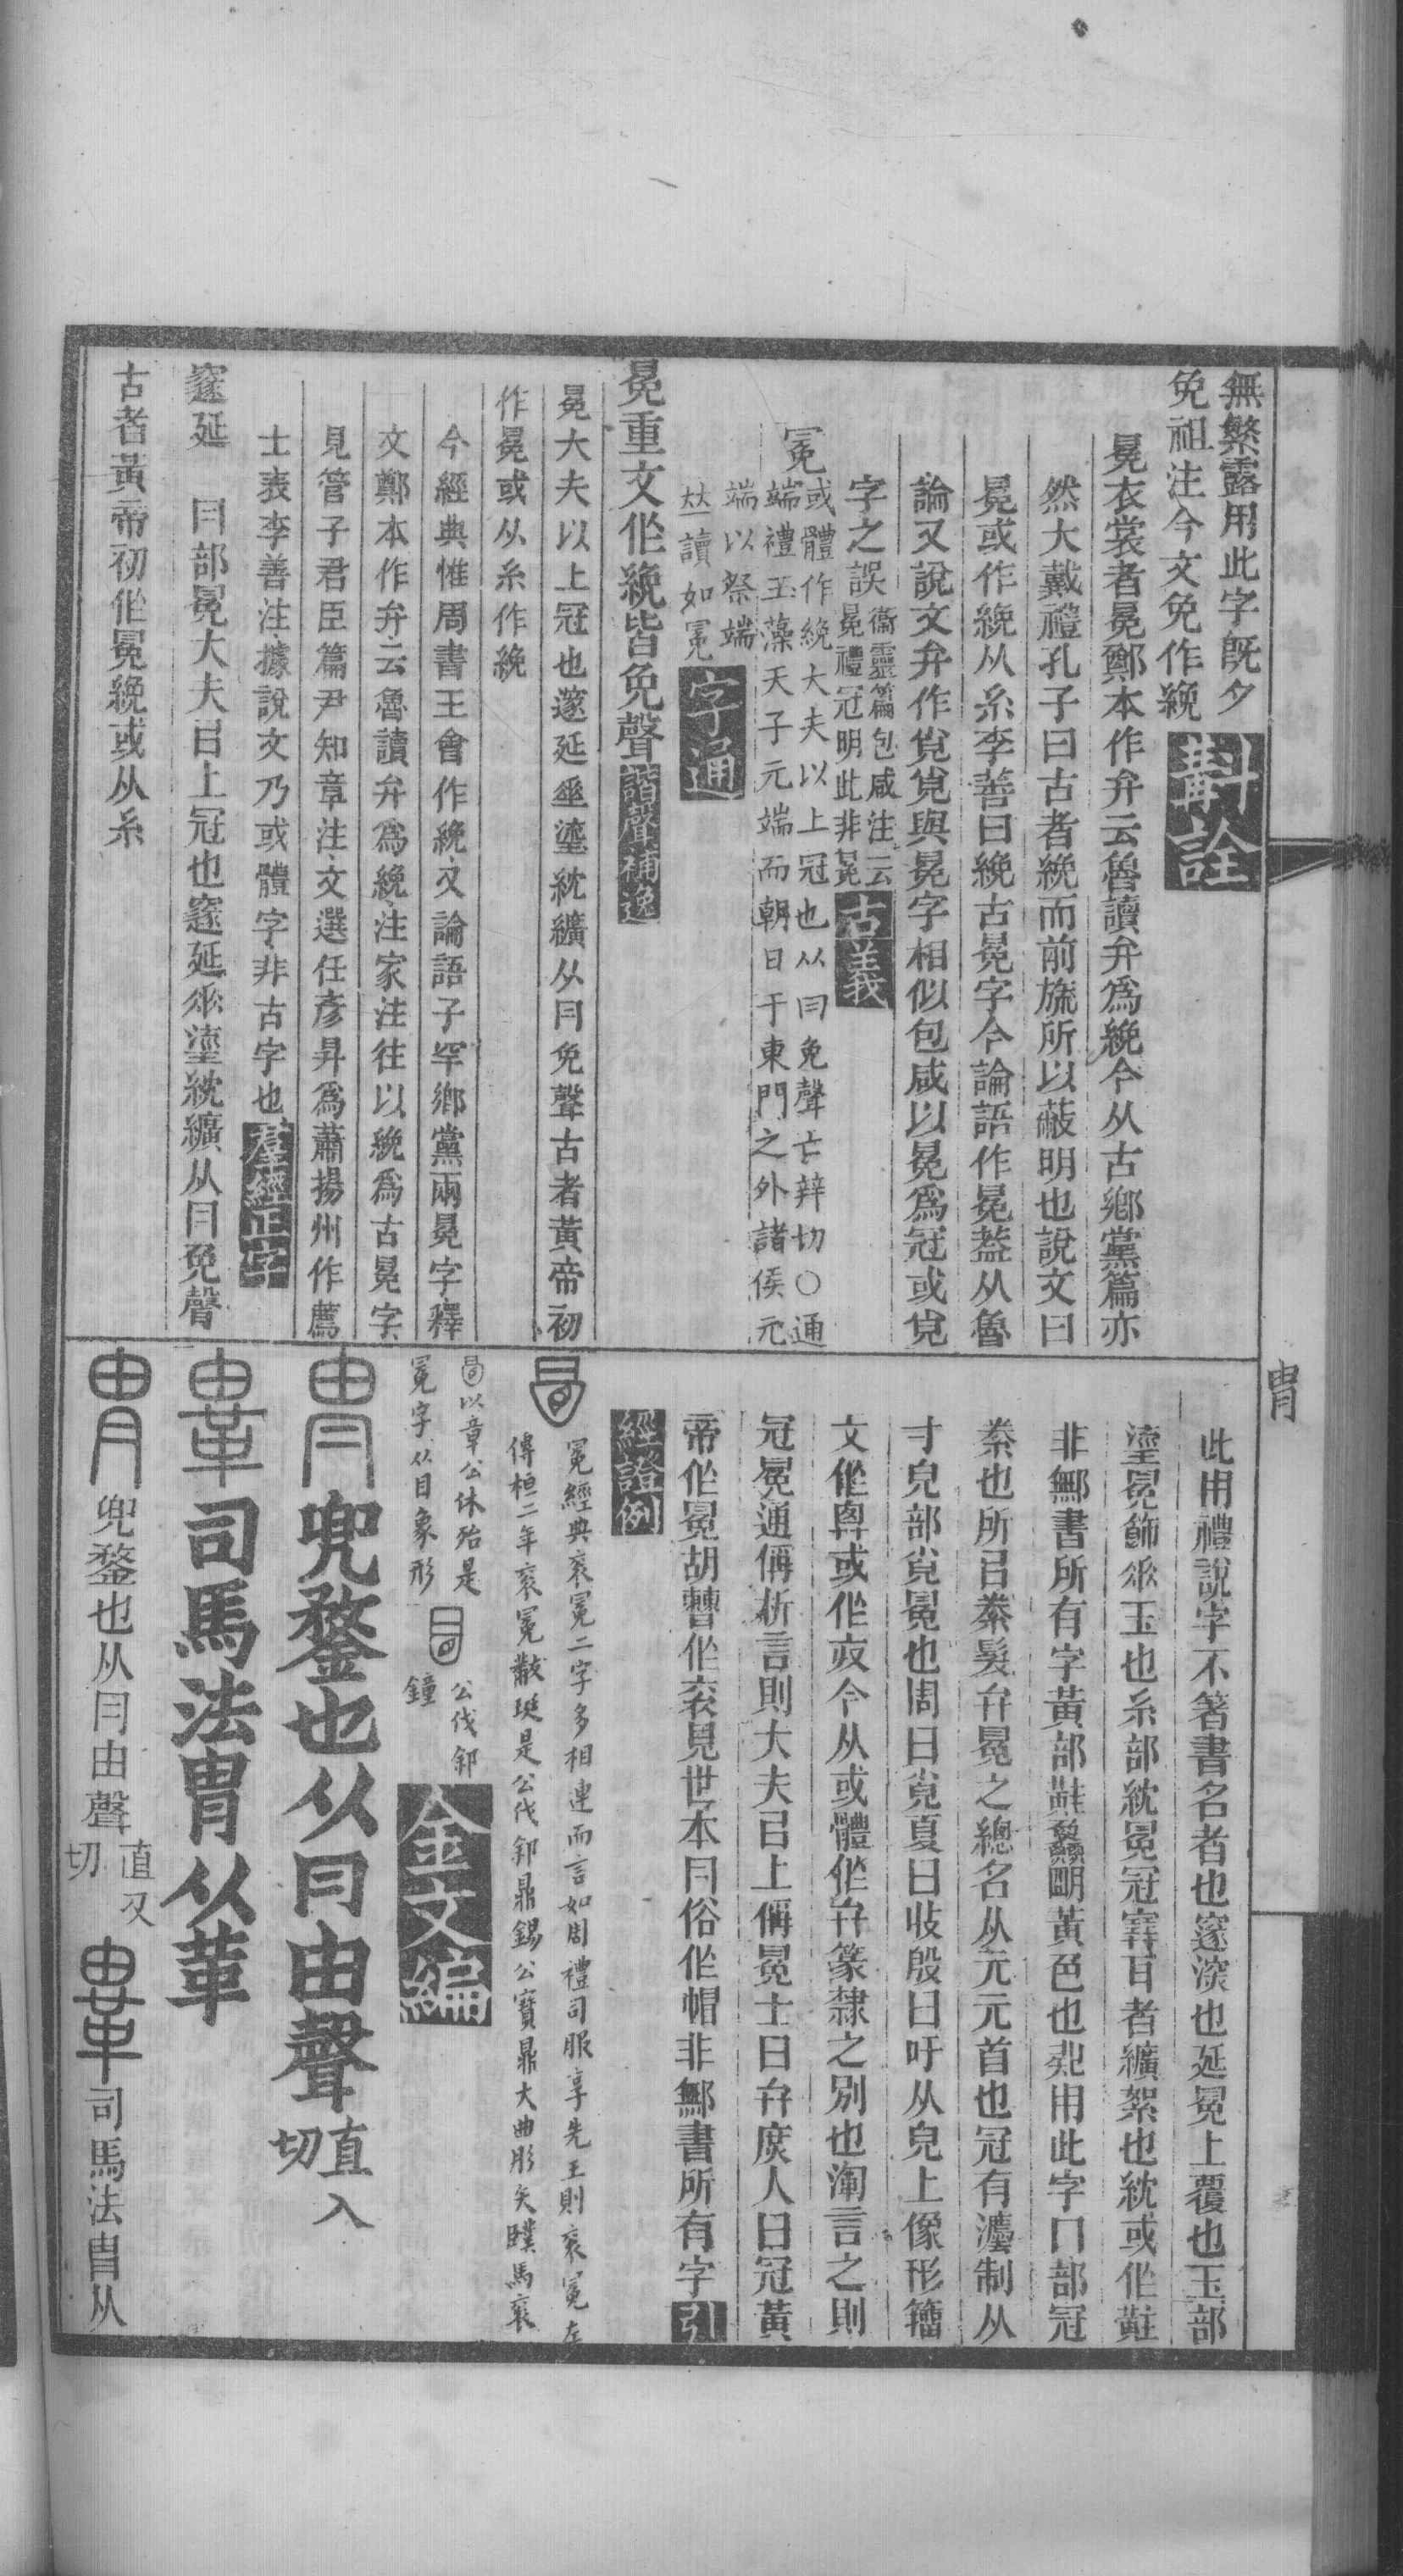 無繁露用此字旣夕
免祖注今文免作絻
斠詮
冕衣裳者冕鄭本作弁云魯讀弁爲絻今从古鄉黨篇亦
然大戴禮孔子曰古者絻而前旒所以蔽明也說文曰
冕或作絻从糸李善曰絻古冕字今論語作冕葢从魯
論又說文弁作覍覍與冕字相似包咸以冕爲冠或覍
字之誤
衞靈篇包咸注云
冕禮冠明此非冕
古義
冕
或體作絻大夫以上冠也从冃免聲亡辡切○通
端禮玉藻天子元端而朝日于東門之外諸侯元
端以祭端
𠀤讀如冕
字通
冕重文作絻皆免聲
諧聲補逸
冕大夫以上冠也邃延垂瑬紞纊从冃免聲古者黃帝初
作冕或从糸作絻
今經典惟周書王會作絻又論語子罕鄉黨兩冕字釋
文鄭本作弁云魯讀弁爲絻注家注往以絻爲古冕字
見管子君臣篇尹知章注文選任彥昇爲蕭揚州作薦
士表李善注據說文乃或體字非古字也
羣經正字
邃延 冃部冕大夫㠯上冠也邃延𠂹瑬紞纊从冃免聲
古者黃帝初作冕絻或从糸
此用禮說字不箸書名者也邃深也延冕上覆也玉部
瑬冕飾𠂹玉也糸部紞冕冠塞耳者纊絮也紞或作黈
非鄦書所有字黃部黊鮮明黃色也用此字冂部冠
絭也所㠯絭髮弁冕之總名从元元首也冠有灋制从
寸皃部覍冕也周曰覍夏曰收殷曰吁从皃上像形籀
文作或作今从或體作弁篆隸之別也渾言之則
冠冕通偁析言則大夫㠯上偁冕士曰弁庶人曰冠黃
帝作冕胡曹作衮見世本冃俗作帽非鄦書所有字
引經證例
冕經典衮冕二字多相連而言如周禮司服享先王則衮冕左
傳桓二年衮冕黻珽是公伐郘鼎錫公寶鼎大曲彤矢馬衮
以章公休殆是
冕字从目象形
公伐郘
鐘
金文編
兜鍪也从冃由聲
直又
切
司馬法冑从革
兜鍪也从冃由聲
直又
切
司馬法冑从
冑